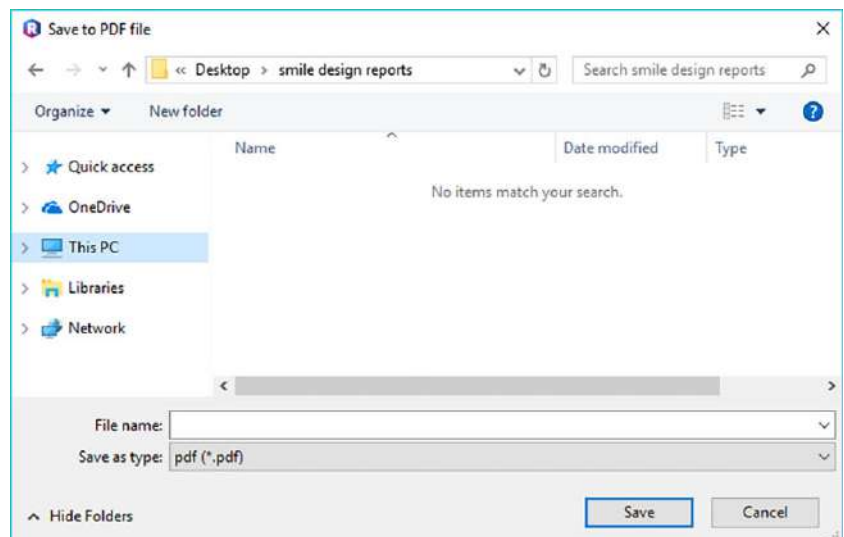 Save to PDF file
« Desktop > smile design reports
Search smile design reports
Organize
New folder
Name
Date modified
Type
No items match your search.
Quick access
OneDrive
This PC
Libraries
Network
File name:
Save as type: pdf (*.pdf)
Hide Folders
Save
Cancel